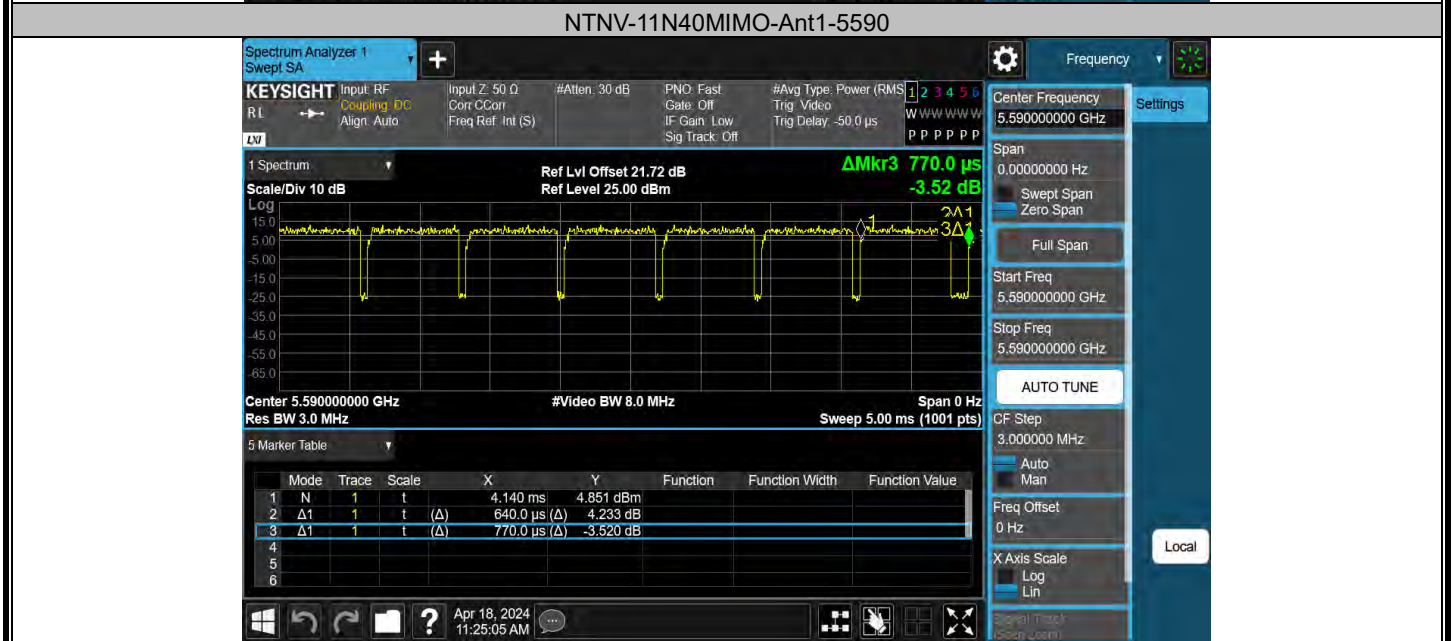 NTNV-11N40MIMO-Ant1-5590
Spectrum Analyzer 1
Swept SA
+
Frequency
KEYSIGHT
RL
LXI
Input: RF
Coupling: DC
Align: Auto
Input Z: 50 Ω
Corr CCorr
Freq Ref: Int (S)
#Atten: 30 dB
PNO: Fast
Gate: Off
IF Gain: Low
Sig Track: Off
#Avg Type: Power (RMS
Trig: Video
Trig Delay: -50.0 µs
1 2 3 4 5 6
W W W W W W
P P P P P P
Center Frequency
5.590000000 GHz
Settings
Span
0.00000000 Hz
Swept Span
Zero Span
Full Span
Start Freq
5.590000000 GHz
Stop Freq
5.590000000 GHz
AUTO TUNE
CF Step
3.000000 MHz
Auto
Man
Freq Offset
0 Hz
X Axis Scale
Log
Lin
Signal Track
(Span Zoom)
Local
1 Spectrum
Scale/Div 10 dB
Log
Ref Lvl Offset 21.72 dB
Ref Level 25.00 dBm
ΔMkr3 770.0 µs
-3.52 dB
15.0
5.00
-5.00
-15.0
-25.0
-35.0
-45.0
-55.0
-65.0
1
2Δ1
3Δ1
Center 5.590000000 GHz
Res BW 3.0 MHz
#Video BW 8.0 MHz
Span 0 Hz
Sweep 5.00 ms (1001 pts)
5 Marker Table
Mode Trace Scale X Y Function Function Width Function Value
1 N 1 t 4.140 ms 4.851 dBm
2 Δ1 1 t (Δ) 640.0 µs (Δ) 4.233 dB
3 Δ1 1 t (Δ) 770.0 µs (Δ) -3.520 dB
4
5
6
?
Apr 18, 2024
11:25:05 AM